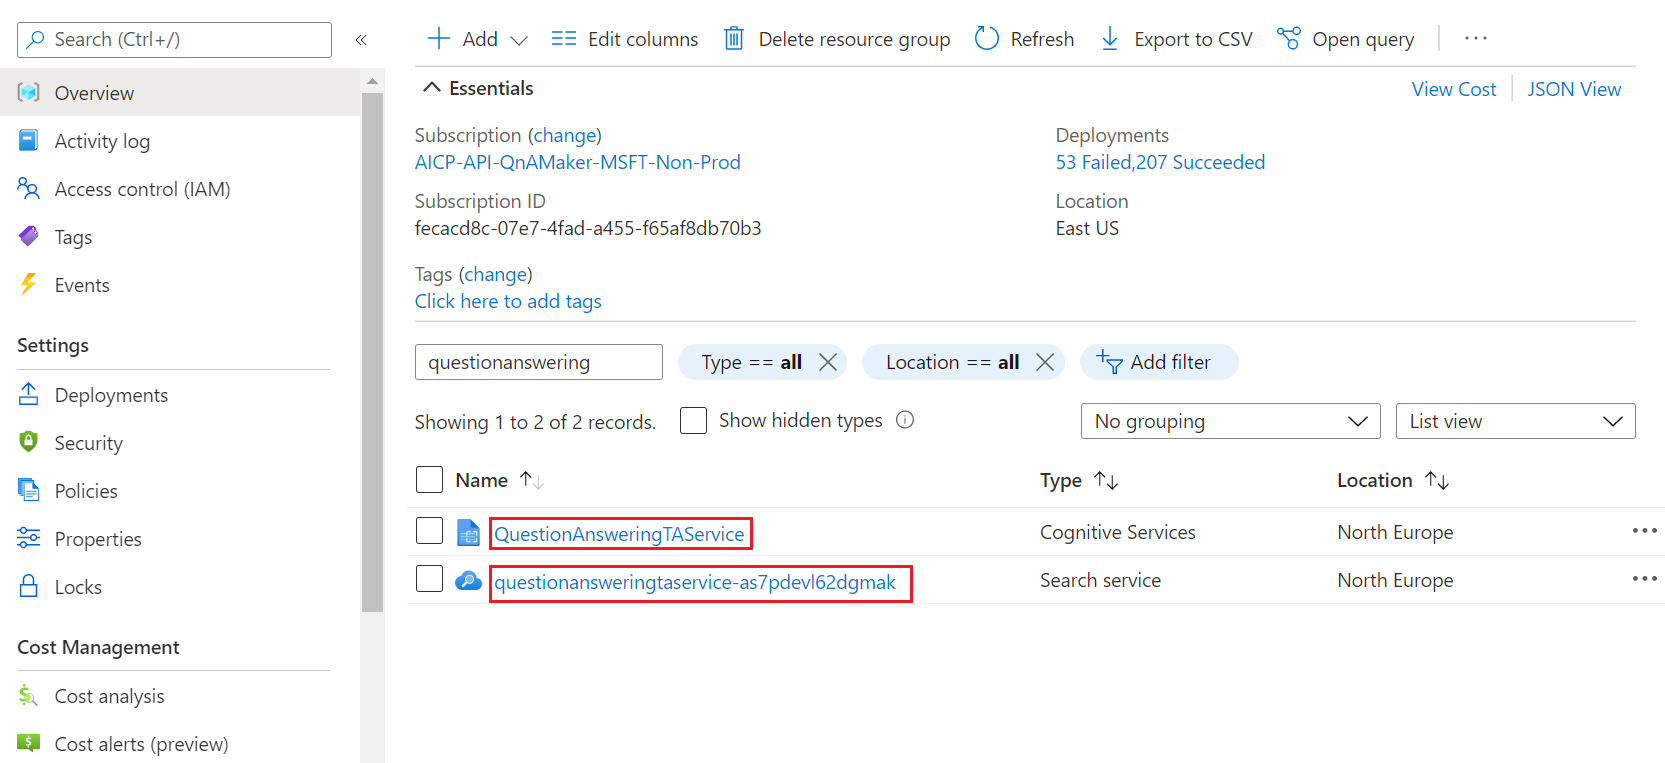 Search (Ctrl+/)
«
Overview
Activity log
Access control (IAM)
Tags
Events
Settings
Deployments
Security
Policies
Properties
Locks
Cost Management
Cost analysis
Cost alerts (preview)
Add
Edit columns
Delete resource group
Refresh
Export to CSV
Open query
...
Essentials
View Cost
JSON View
Subscription (change)
AICP-API-QnAMaker-MSFT-Non-Prod
Subscription ID
fecacd8c-07e7-4fad-a455-f65af8db70b3
Tags (change)
Click here to add tags
Deployments
53 Failed,207 Succeeded
Location
East US
questionanswering
Type == all
Location == all
Add filter
Showing 1 to 2 of 2 records.
Show hidden types
No grouping
List view
Name Type Location
QuestionAnsweringTAService Cognitive Services North Europe ...
questionansweringtaservice-as7pdevl62dgmak Search service North Europe ...